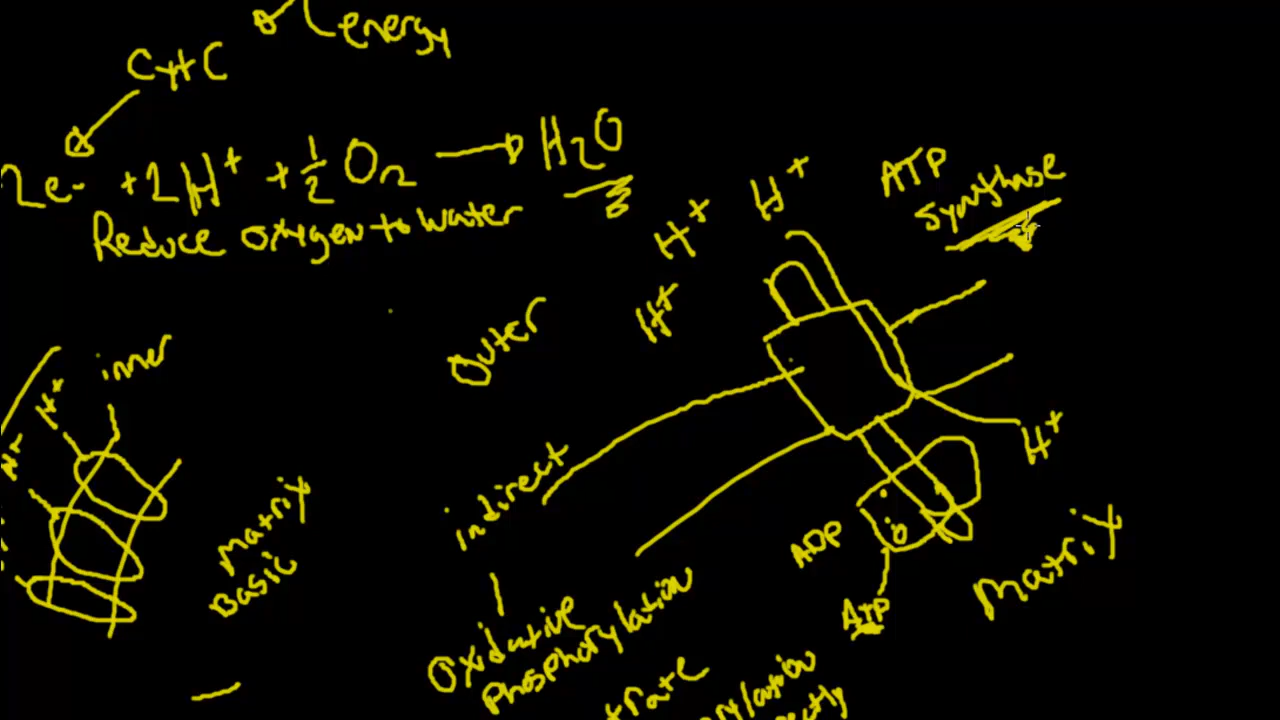 energy
Cyt C
2e- + 2H+ + 1/2 O2 → H2O
Reduce oxygen to water
H+
H+
H+
ATP
Synthase
Outer
inner
H+
H+
H+
Matrix
Basic
indirect
ADP
ATP
Matrix
Oxidative
Phosphorylation